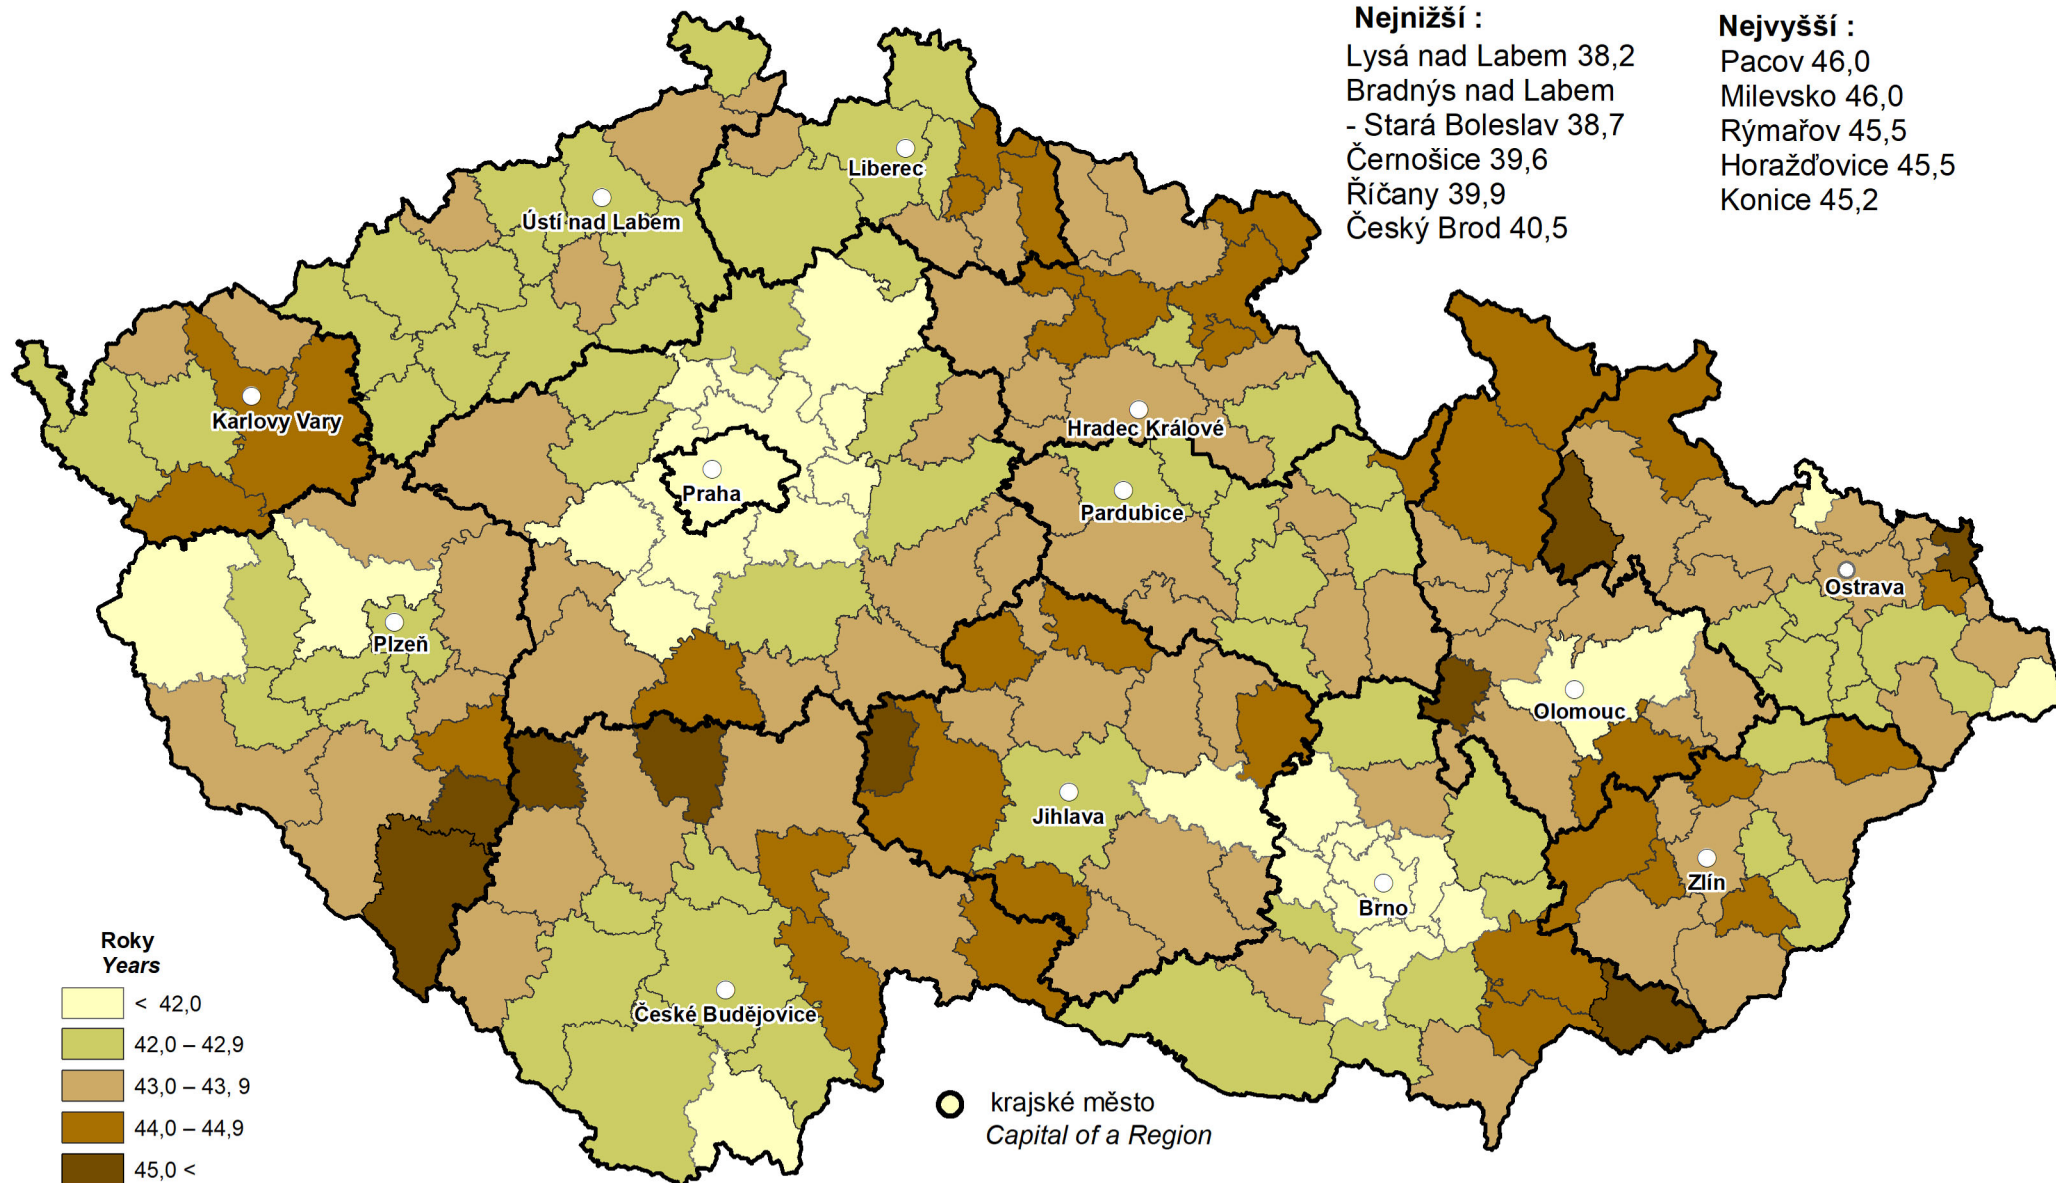 Nejnižší :
Lysá nad Labem 38,2
Bradnýs nad Labem
- Stará Boleslav 38,7
Černošice 39,6
Říčany 39,9
Český Brod 40,5
Nejvyšší :
Pacov 46,0
Milevsko 46,0
Rýmařov 45,5
Horažďovice 45,5
Konice 45,2
Liberec
Ústí nad Labem
Karlovy Vary
Hradec Králové
Praha
Pardubice
Ostrava
Plzeň
Olomouc
Jihlava
Zlín
Brno
České Budějovice
Roky
Years
< 42,0
42,0 – 42,9
43,0 – 43, 9
44,0 – 44,9
45,0 <
krajské město
Capital of a Region